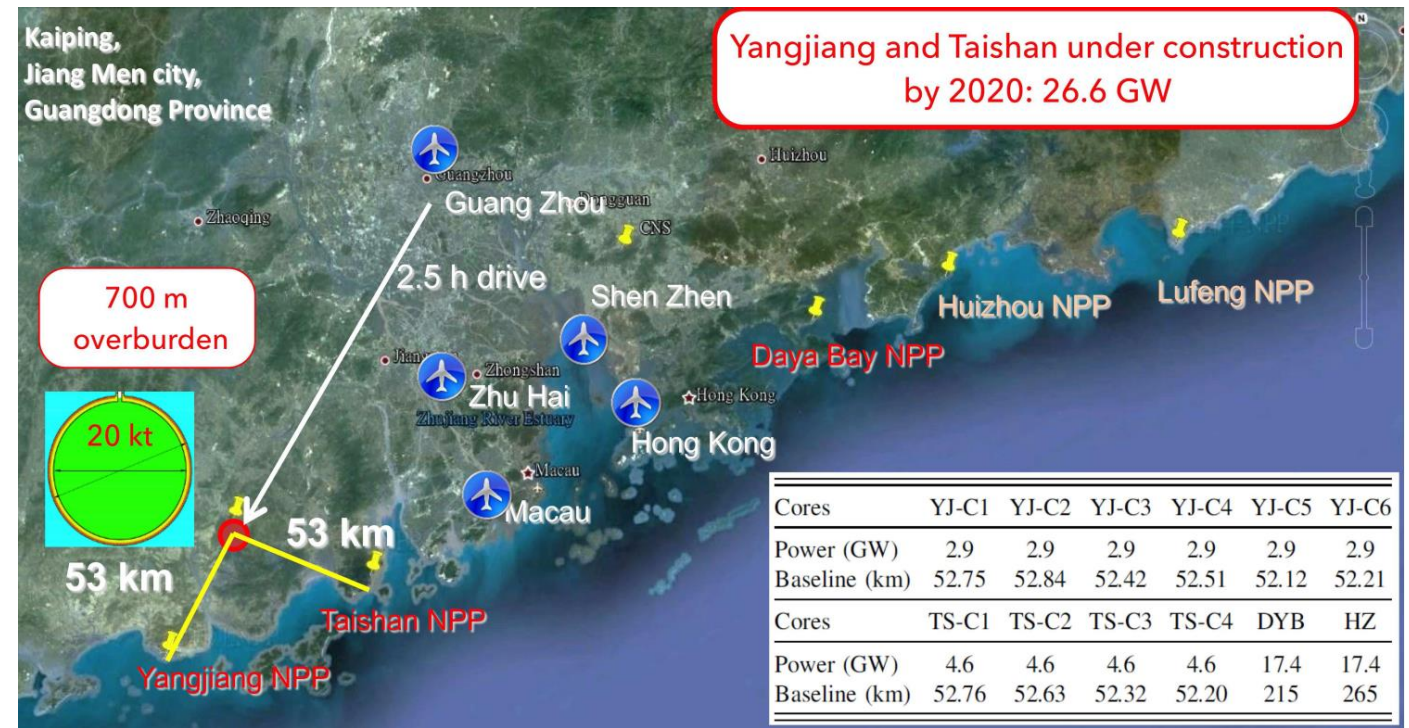 Kaiping,
Jiang Men city,
Guangdong Province
Yangjiang and Taishan under construction
by 2020: 26.6 GW
N
Huizhou
Guangzhou
Guang Zhou
Dongguan
Zhaoqing
CNS
2.5 h drive
Shen Zhen
Lufeng NPP
Huizhou NPP
700 m
overburden
Daya Bay NPP
Zhongshan
Zhu Hai
Hong Kong
Zhujiang River Estuary
Hong Kong
20 kt
Macau
Macau
53 km
53 km
Taishan NPP
Yangjiang NPP
Cores YJ-C1 YJ-C2 YJ-C3 YJ-C4 YJ-C5 YJ-C6
Power (GW) 2.9 2.9 2.9 2.9 2.9 2.9
Baseline (km) 52.75 52.84 52.42 52.51 52.12 52.21
Cores TS-C1 TS-C2 TS-C3 TS-C4 DYB HZ
Power (GW) 4.6 4.6 4.6 4.6 17.4 17.4
Baseline (km) 52.76 52.63 52.32 52.20 215 265